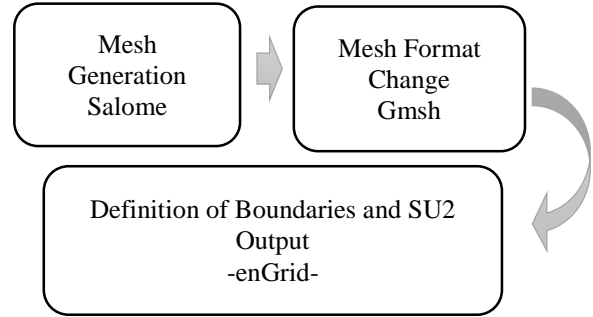 Mesh
Generation
Salome
Mesh Format
Change
Gmsh
Definition of Boundaries and SU2
Output
-enGrid-